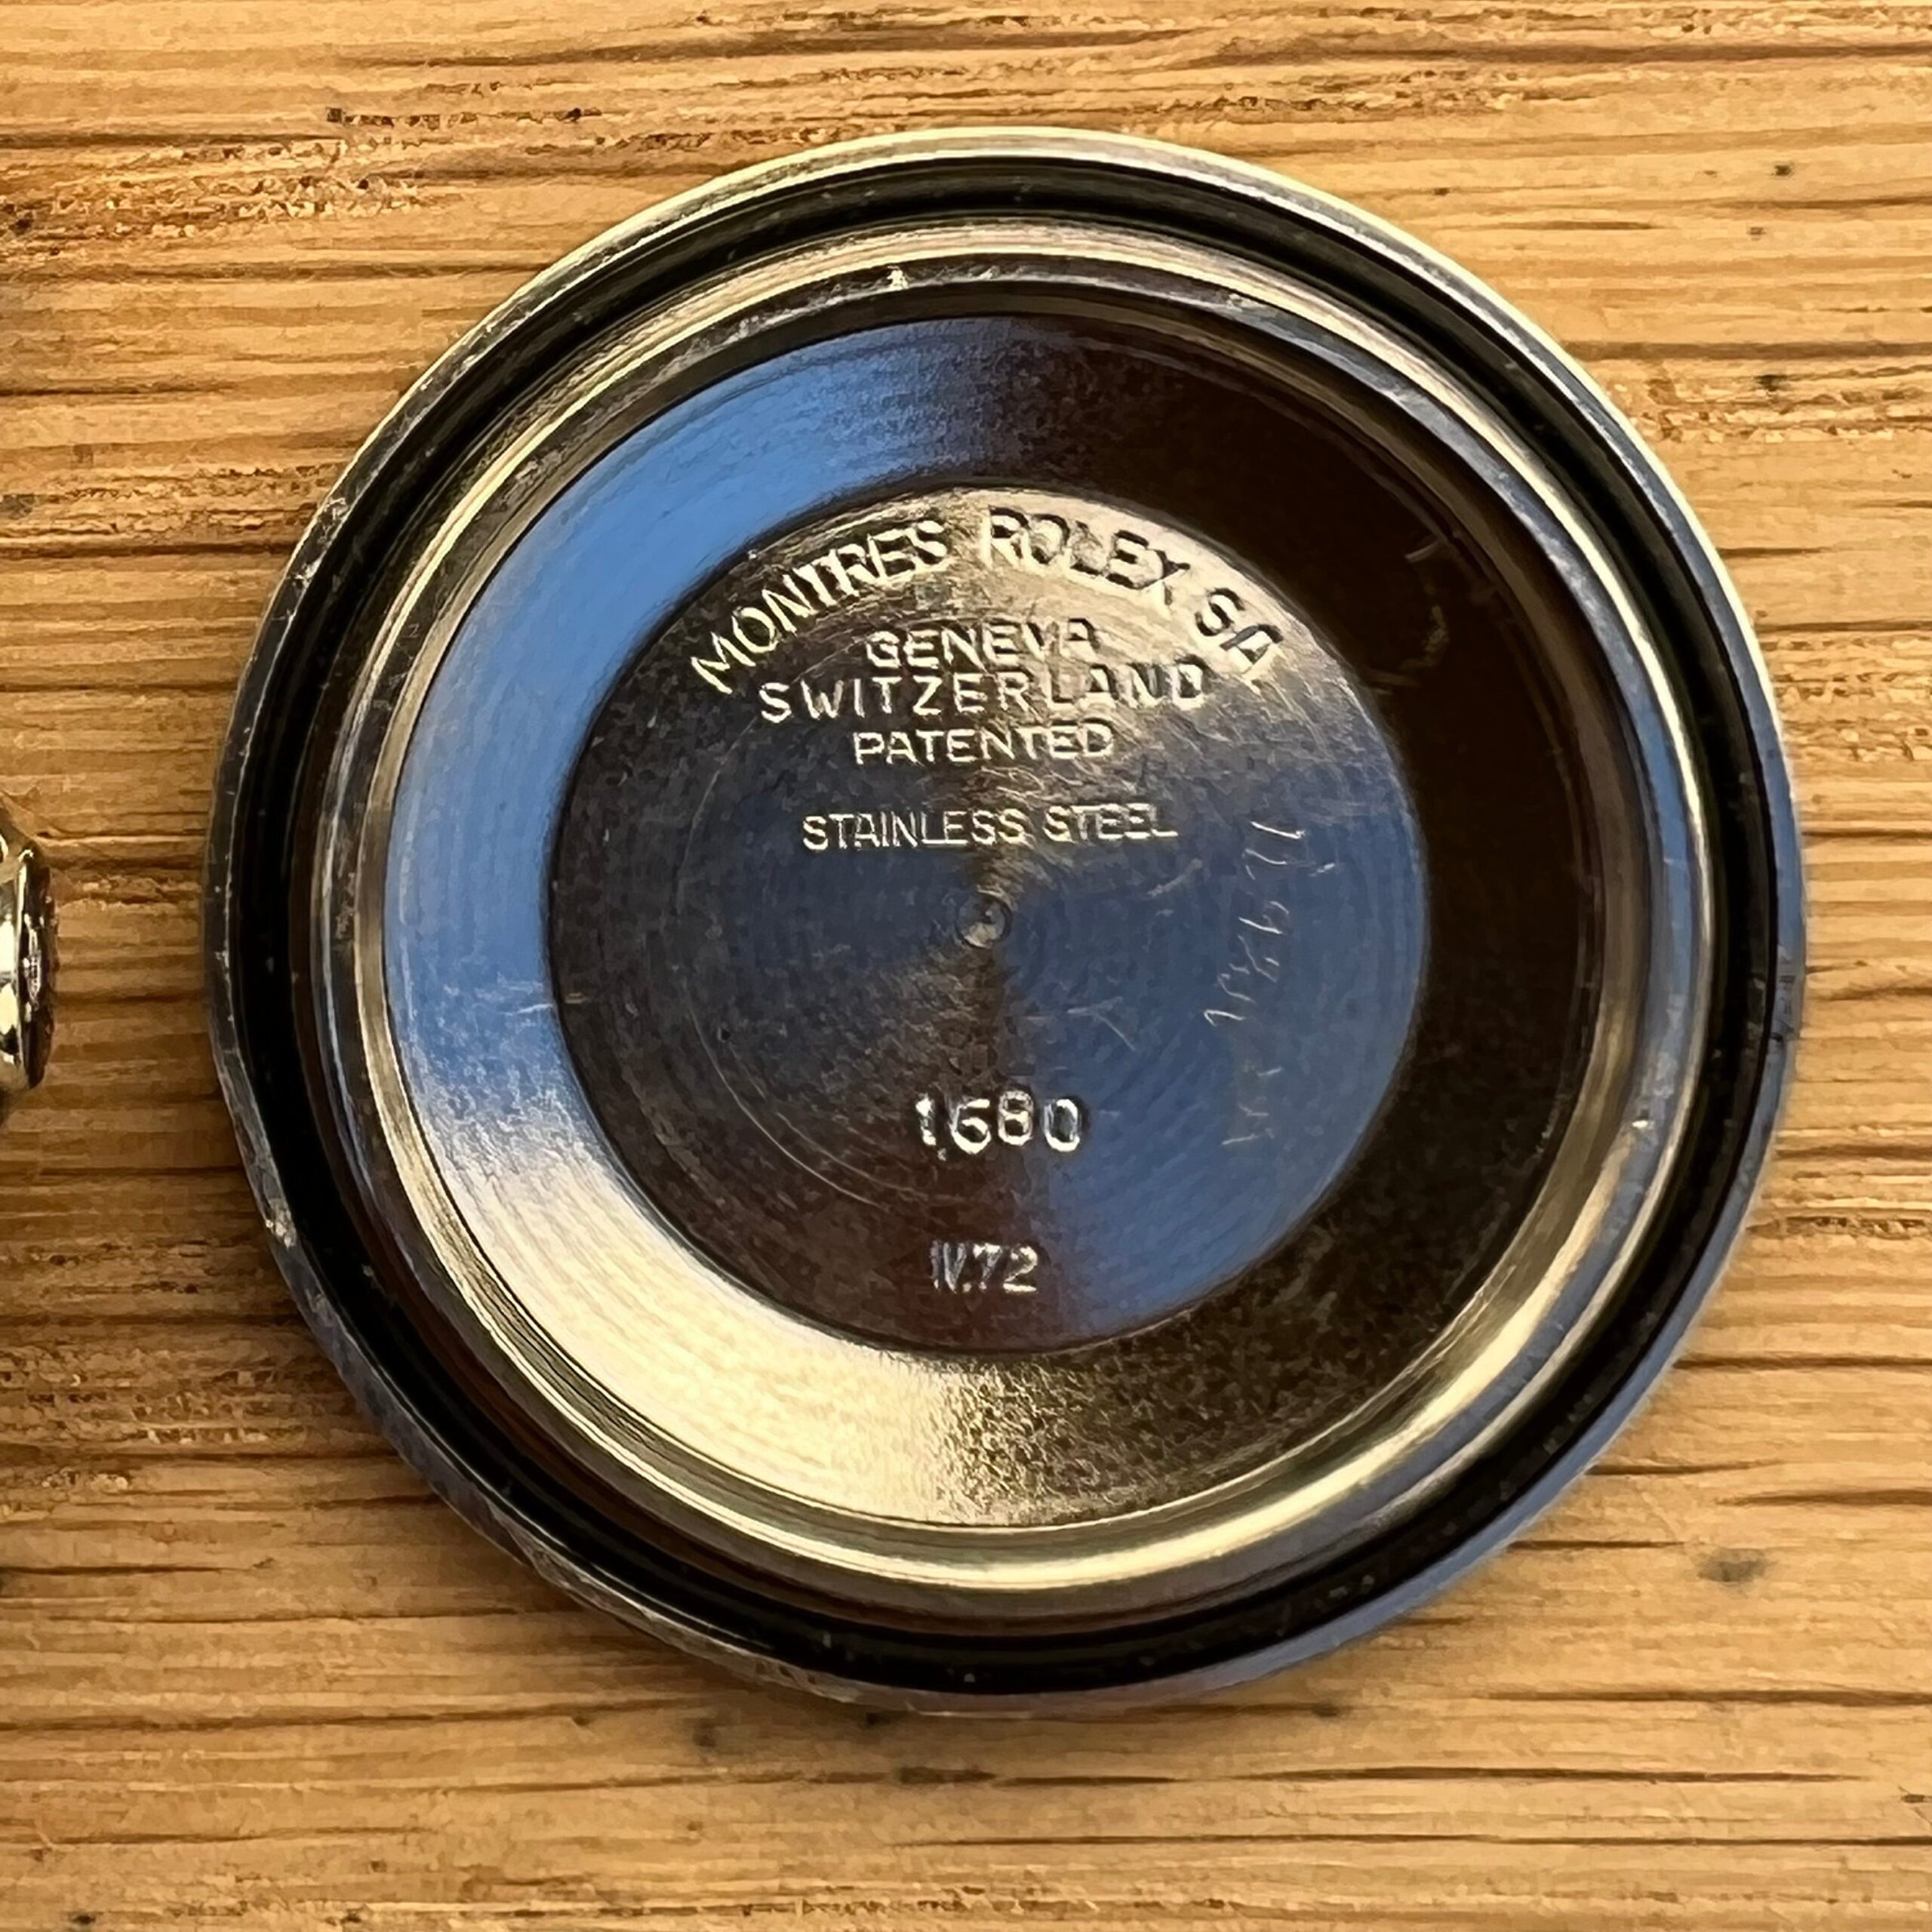 MONTRES ROLEX SA
GENEVA
SWITZERLAND
PATENTED
STAINLESS STEEL
1680
IV.72